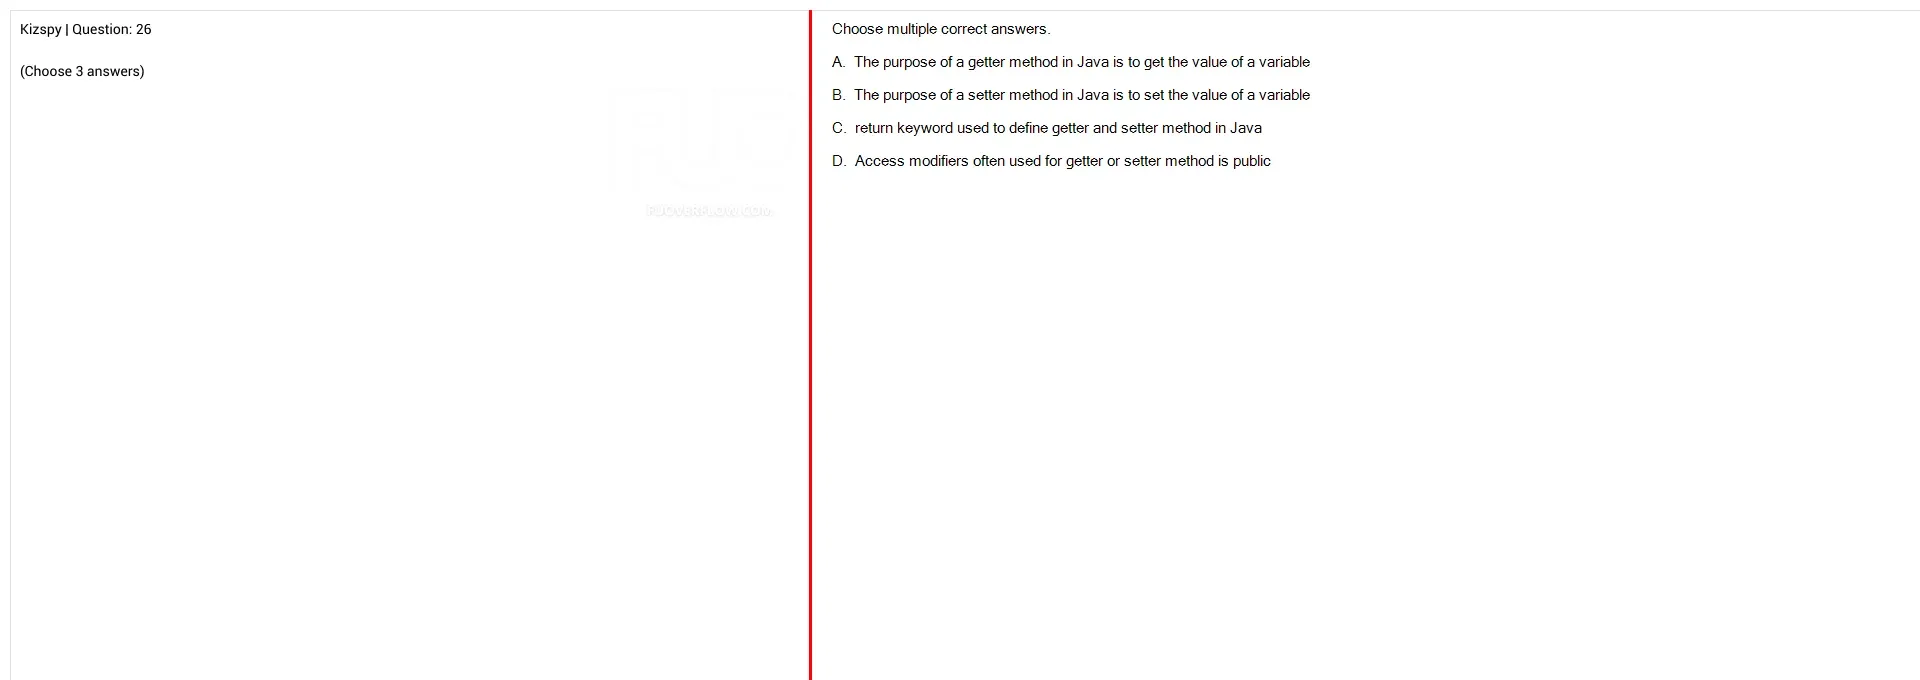 Kizspy | Question: 26
(Choose 3 answers)
FUOVERFLOW.COM
Choose multiple correct answers.
A. The purpose of a getter method in Java is to get the value of a variable
B. The purpose of a setter method in Java is to set the value of a variable
C. return keyword used to define getter and setter method in Java
D. Access modifiers often used for getter or setter method is public